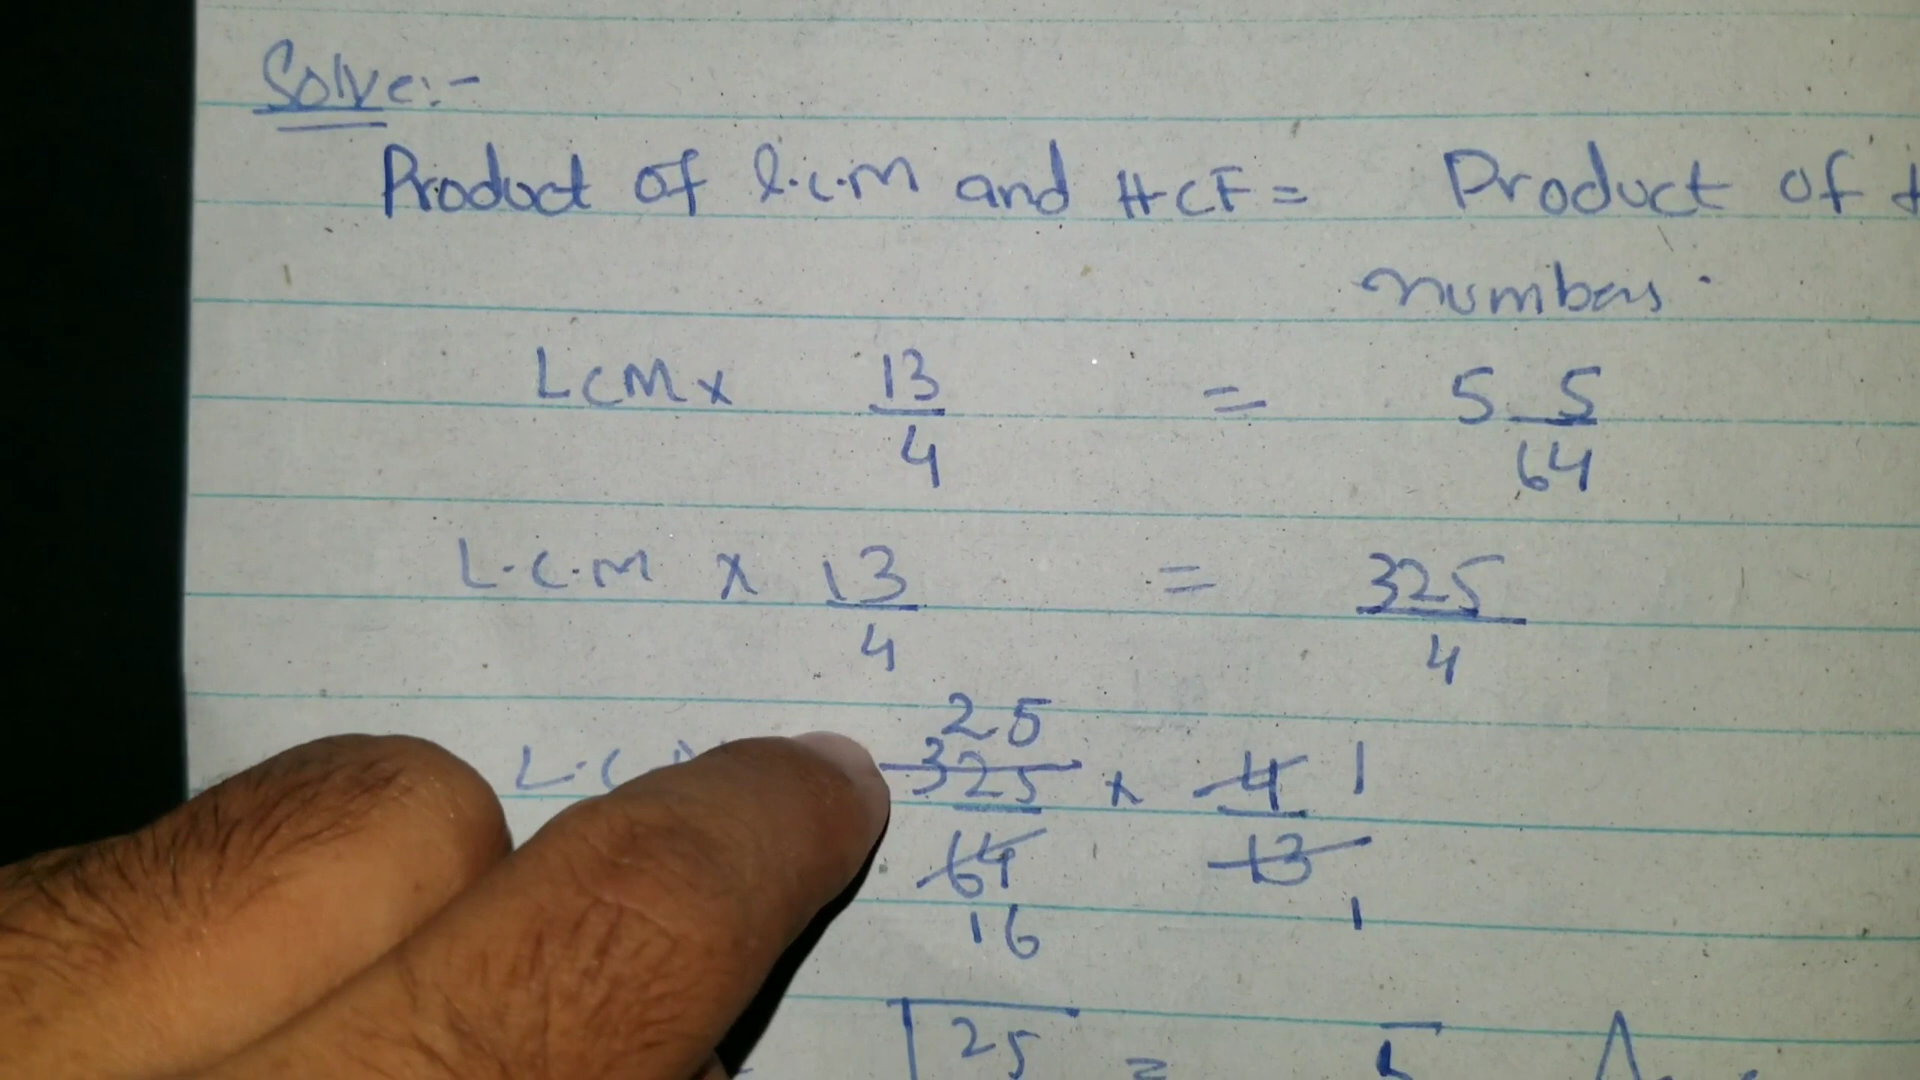 Solve:-
Product of L.C.M and HCF = Product of
numbers.
LCM x 13/4 = 5 5/64
L.C.M x 13/4 = 325/4
25
325/64 x 4/13 1
16 1
25 = 5